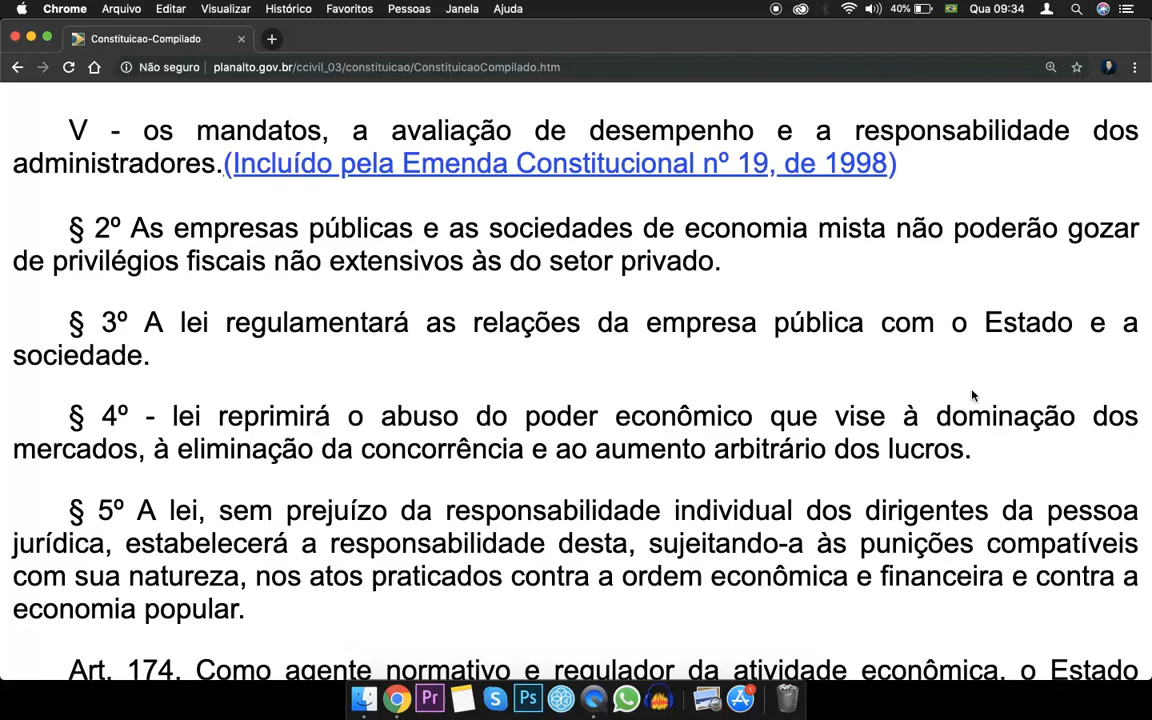 Chrome Arquivo Editar Visualizar Histórico Favoritos Pessoas Janela Ajuda 40% Qua 09:34
Constituicao-Compilado
Não seguro planalto.gov.br/ccivil_03/constituicao/ConstituicaoCompilado.htm
V - os mandatos, a avaliação de desempenho e a responsabilidade dos
administradores.(Incluído pela Emenda Constitucional nº 19, de 1998)
§ 2º As empresas públicas e as sociedades de economia mista não poderão gozar
de privilégios fiscais não extensivos às do setor privado.
§ 3º A lei regulamentará as relações da empresa pública com o Estado e a
sociedade.
§ 4º - lei reprimirá o abuso do poder econômico que vise à dominação dos
mercados, à eliminação da concorrência e ao aumento arbitrário dos lucros.
§ 5º A lei, sem prejuízo da responsabilidade individual dos dirigentes da pessoa
jurídica, estabelecerá a responsabilidade desta, sujeitando-a às punições compatíveis
com sua natureza, nos atos praticados contra a ordem econômica e financeira e contra a
economia popular.
Art. 174. Como agente normativo e regulador da atividade econômica, o Estado
Pr S Ps 1